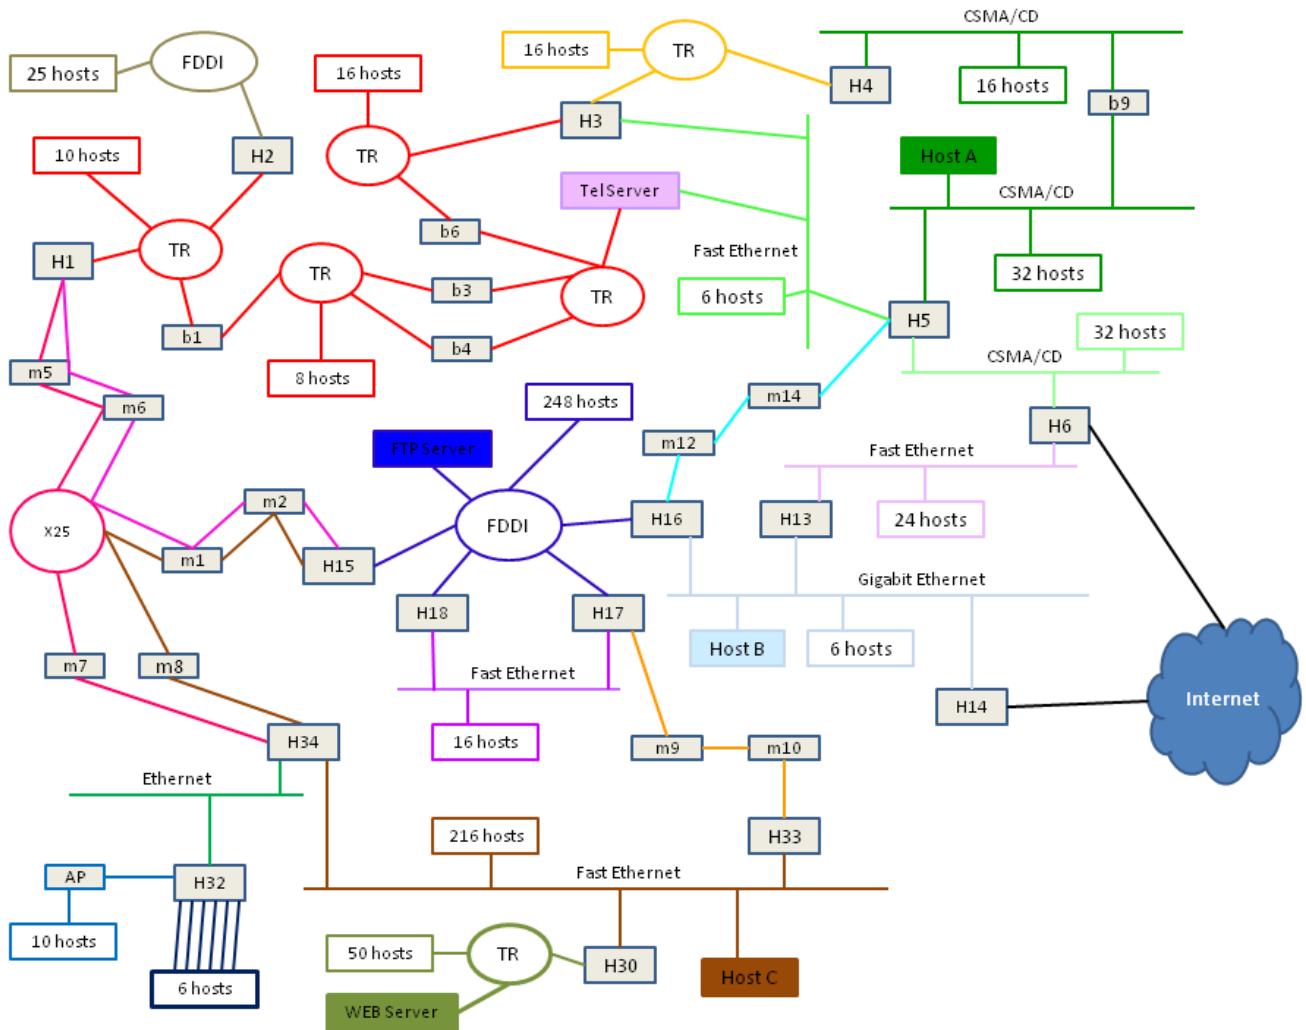 CSMA/CD
25 hosts
FDDI
16 hosts
TR
16 hosts
H4
16 hosts
b9
H3
10 hosts
H2
TR
Host A
Tel Server
CSMA/CD
b6
TR
H1
Fast Ethernet
32 hosts
TR
b3
TR
6 hosts
H5
b1
b4
32 hosts
CSMA/CD
m5
8 hosts
m14
m6
248 hosts
H6
m12
FTP Server
Fast Ethernet
m2
X25
FDDI
H16
H13
24 hosts
m1
H15
Gigabit Ethernet
H18
H17
Host B
6 hosts
m7
m8
Fast Ethernet
Internet
H14
H34
16 hosts
m9
m10
Ethernet
216 hosts
H33
AP
H32
Fast Ethernet
10 hosts
50 hosts
TR
H30
Host C
6 hosts
WEB Server